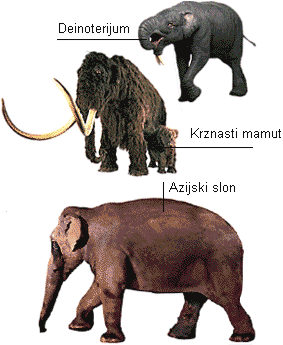 Deinoterijum
Krznasti mamut
Azijski slon